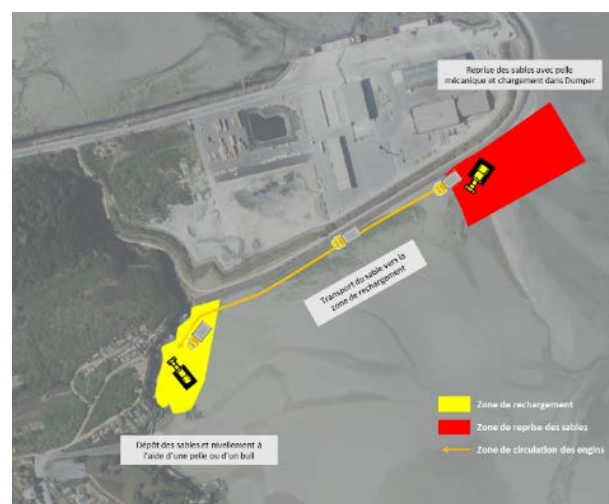 Reprise des sables avec pelle
mécanique et chargement dans Dumper
Transport du sable vers la
zone de rechargement
Dépôt des sables et nivellement à
l'aide d'une pelle ou d'un bull
Zone de rechargement
Zone de reprise des sables
Zone de circulation des engins